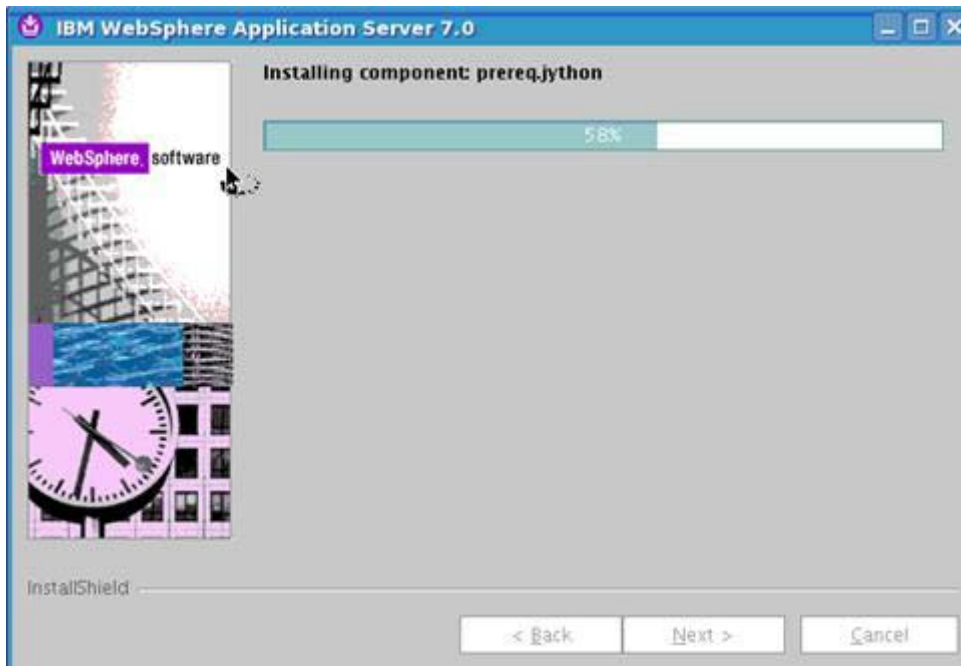 IBM WebSphere Application Server 7.0
Installing component: prereq.jython
58%
WebSphere. software
InstallShield
< Back
Next >
Cancel